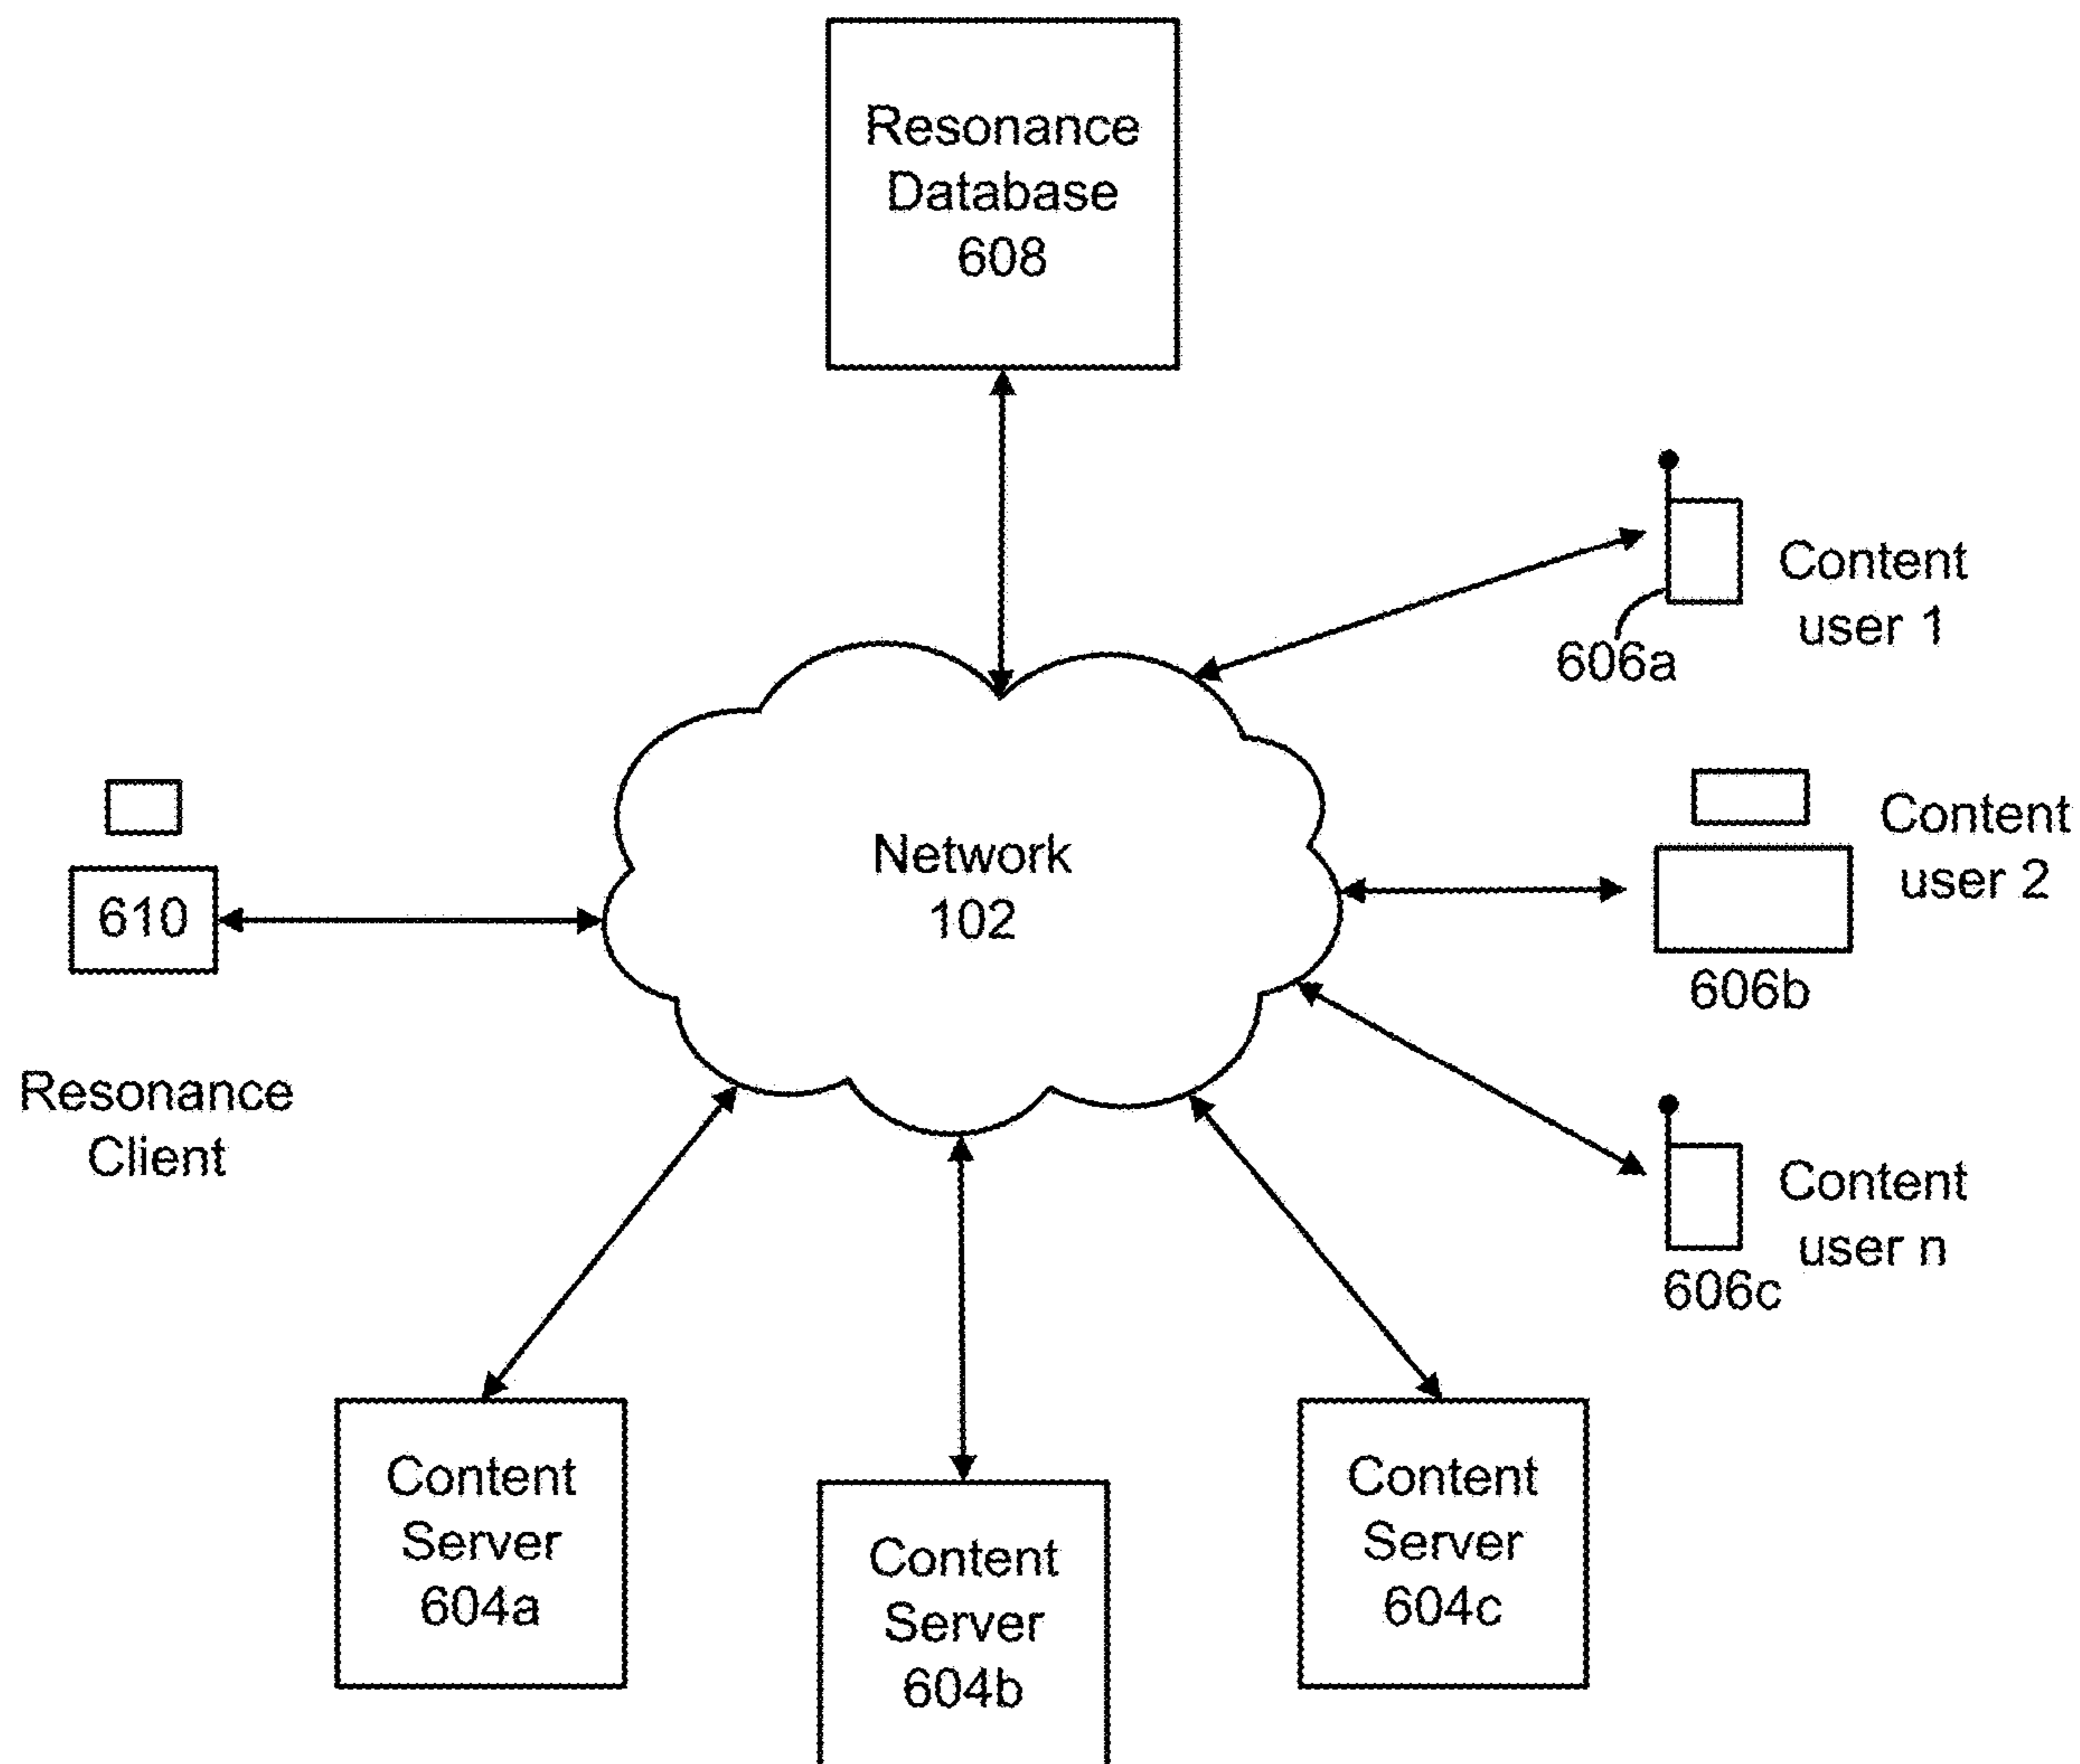 Resonance
Database
608
Content
user 1
606a
Content
user 2
606b
Network
102
610
Resonance
Client
Content
user n
606c
Content
Server
604a
Content
Server
604b
Content
Server
604c